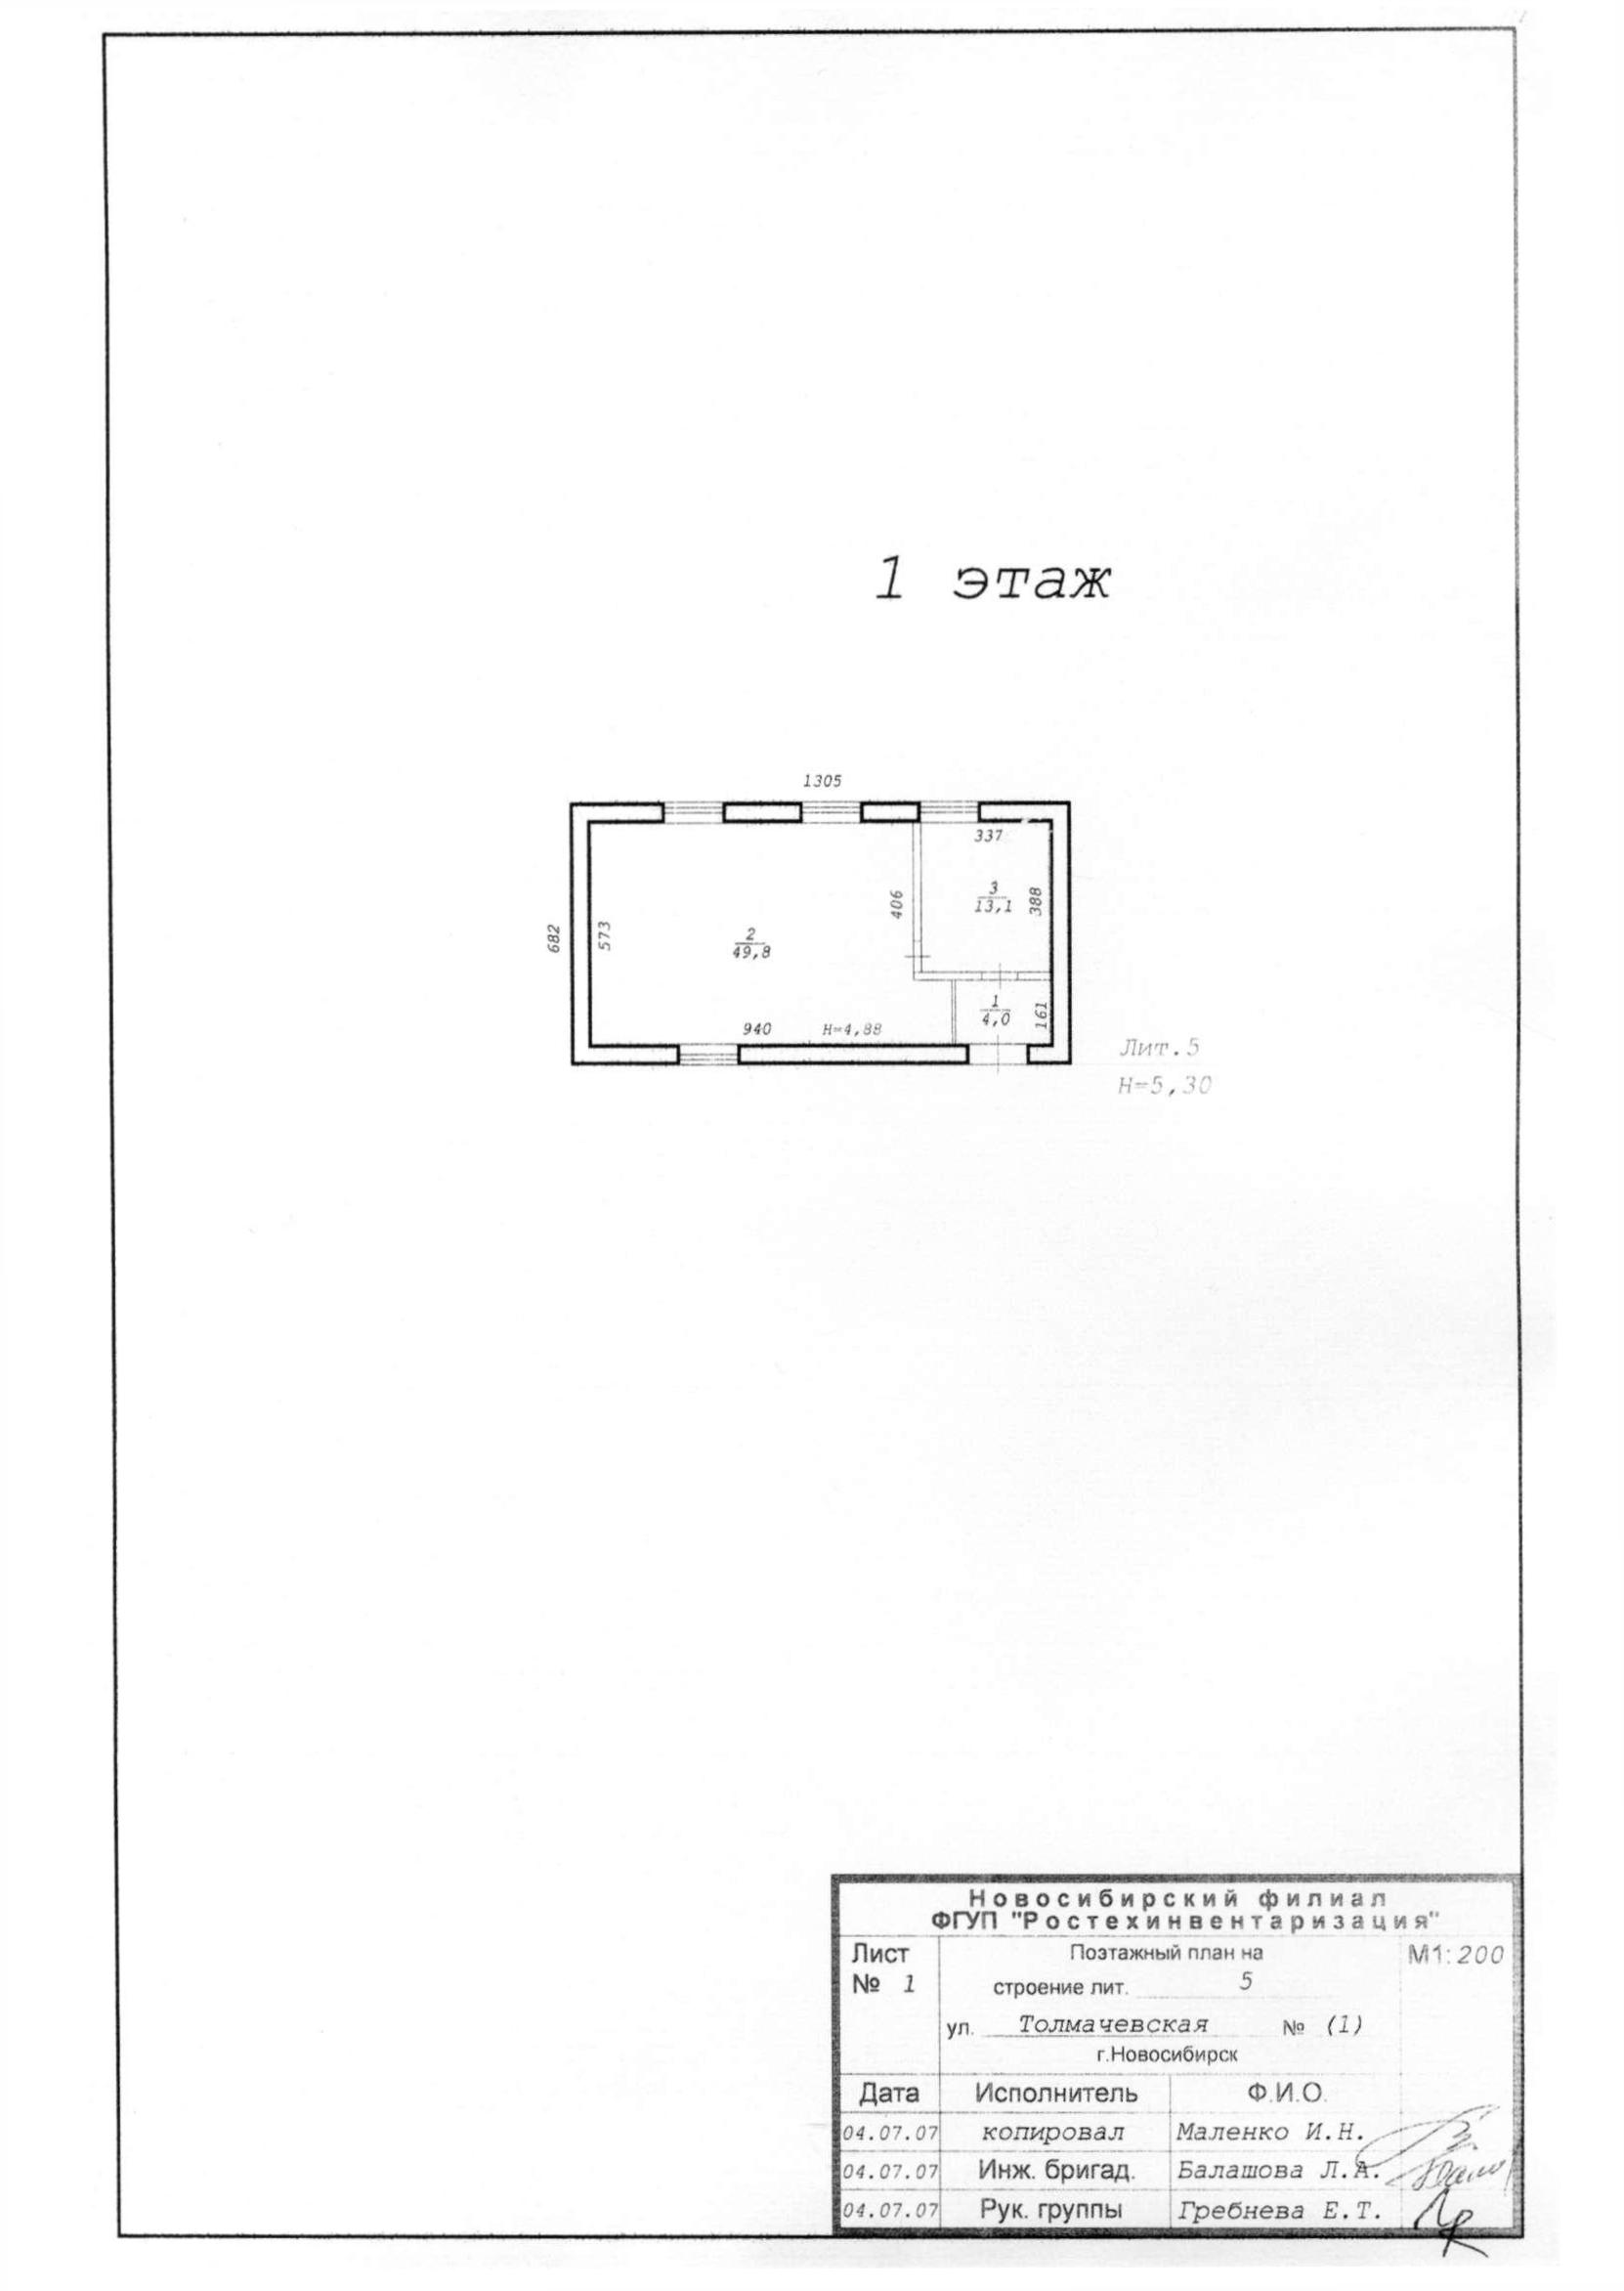 1 этаж
1305
337
3
13,1
388
406
682
573
2
49,8
1
4,0
161
940
H=4,88
Лит.5
H=5,30
Новосибирский филиал
ФГУП "Ростехинвентаризация"
Лист
№ 1
Поэтажный план на
строение лит. 5
М1:200
ул. Толмачевская № (1)
г.Новосибирск
Дата Исполнитель Ф.И.О.
04.07.07 копировал Маленко И.Н.
04.07.07 Инж. бригад. Балашова Л.А.
04.07.07 Рук. группы Гребнева Е.Т.